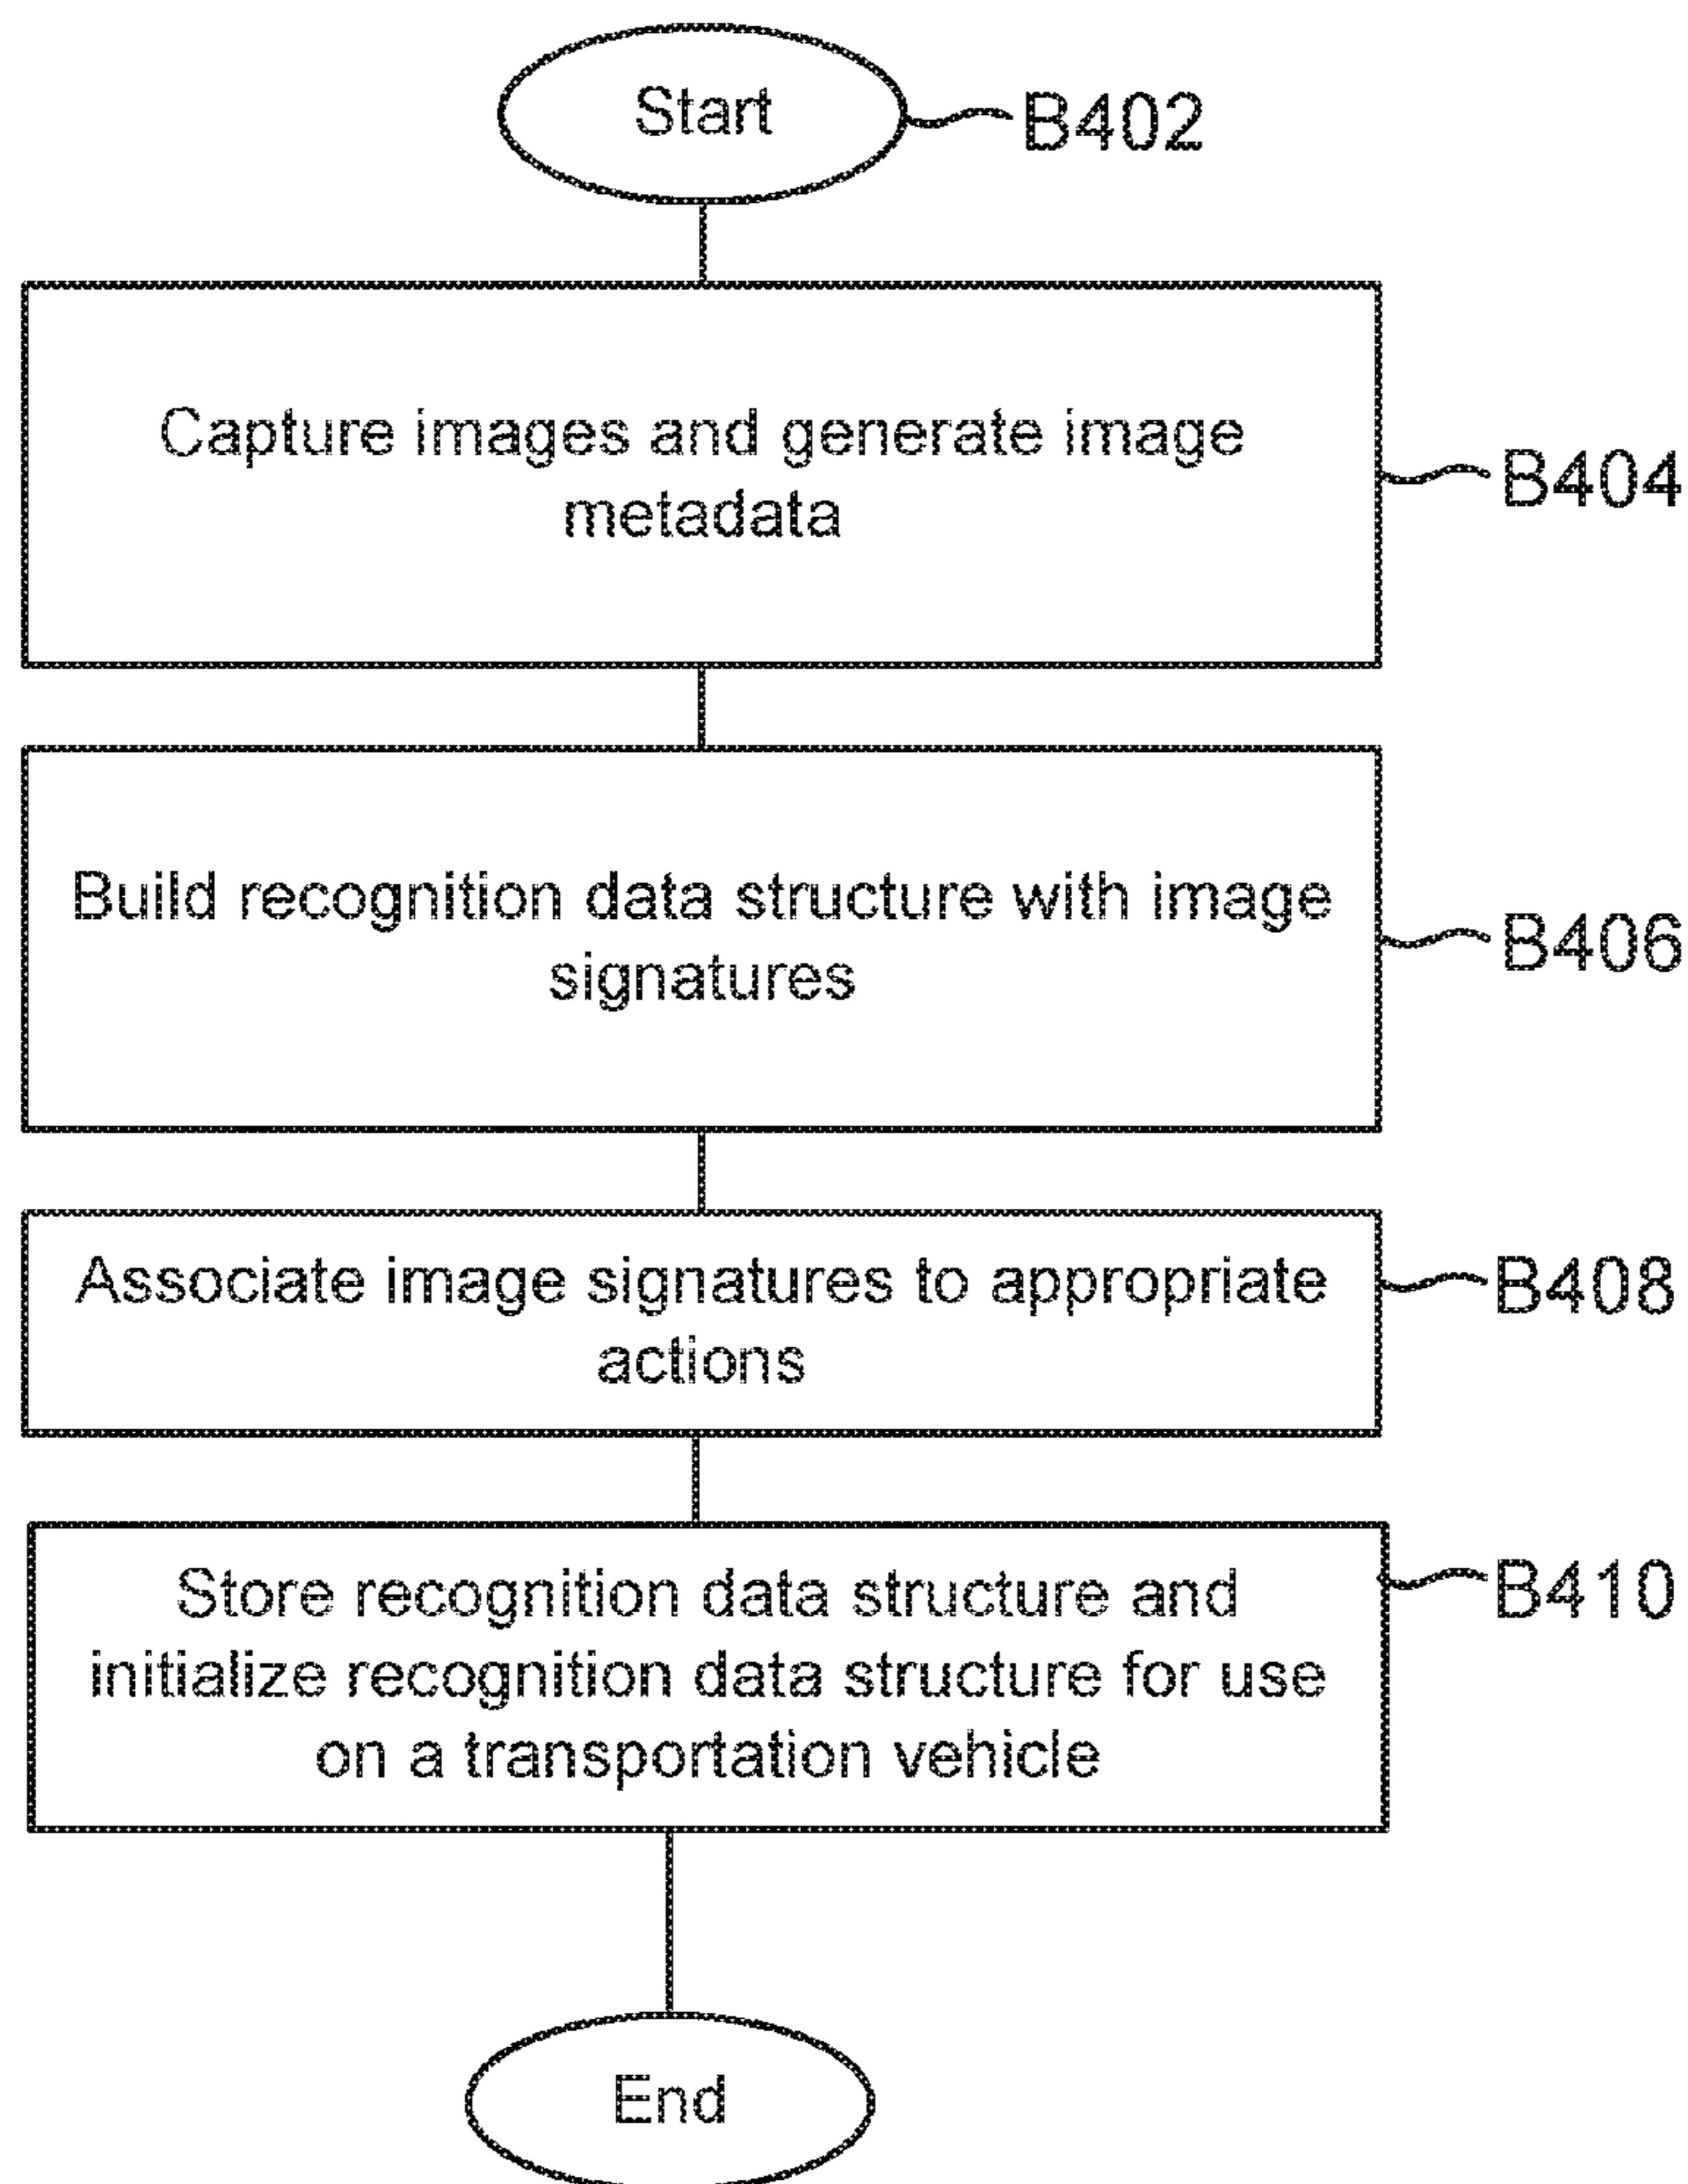 Start
B402
Capture images and generate image
metadata
B404
Build recognition data structure with image
signatures
B406
Associate image signatures to appropriate
actions
B408
Store recognition data structure and
initialize recognition data structure for use
on a transportation vehicle
B410
End